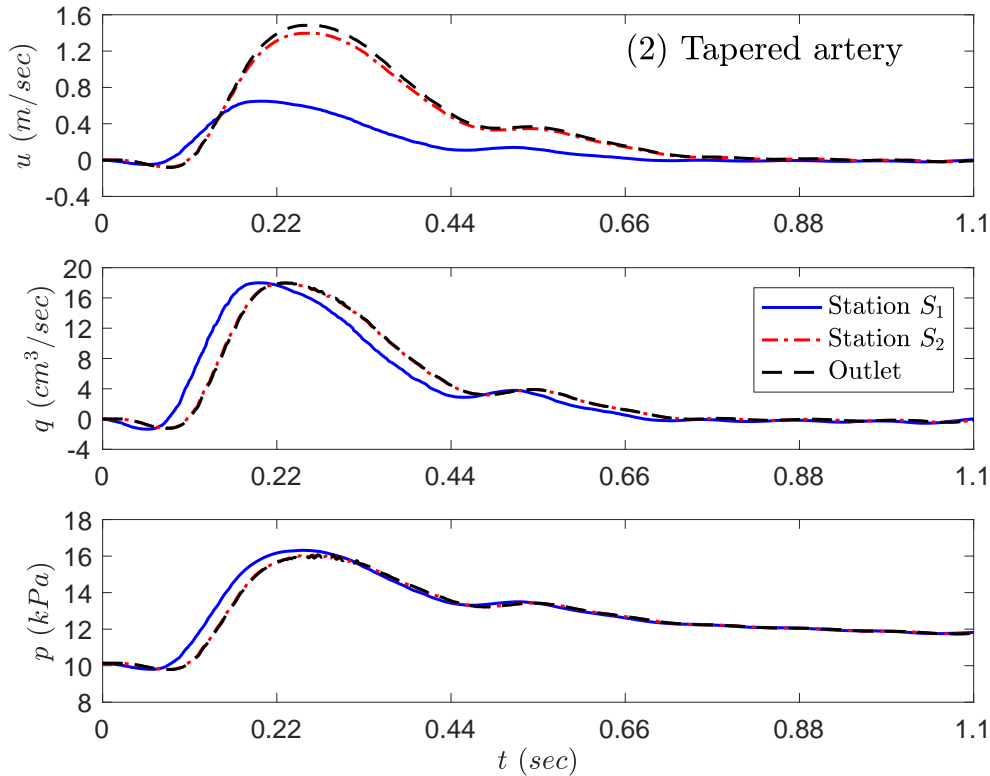 (2) Tapered artery
u (m/sec)
1.6
1.2
0.8
0.4
0
-0.4
0 0.22 0.44 0.66 0.88 1.1
q (cm³/sec)
20
16
12
8
4
0
-4
Station S₁
Station S₂
Outlet
0 0.22 0.44 0.66 0.88 1.1
p (kPa)
18
16
14
12
10
8
0 0.22 0.44 0.66 0.88 1.1
t (sec)